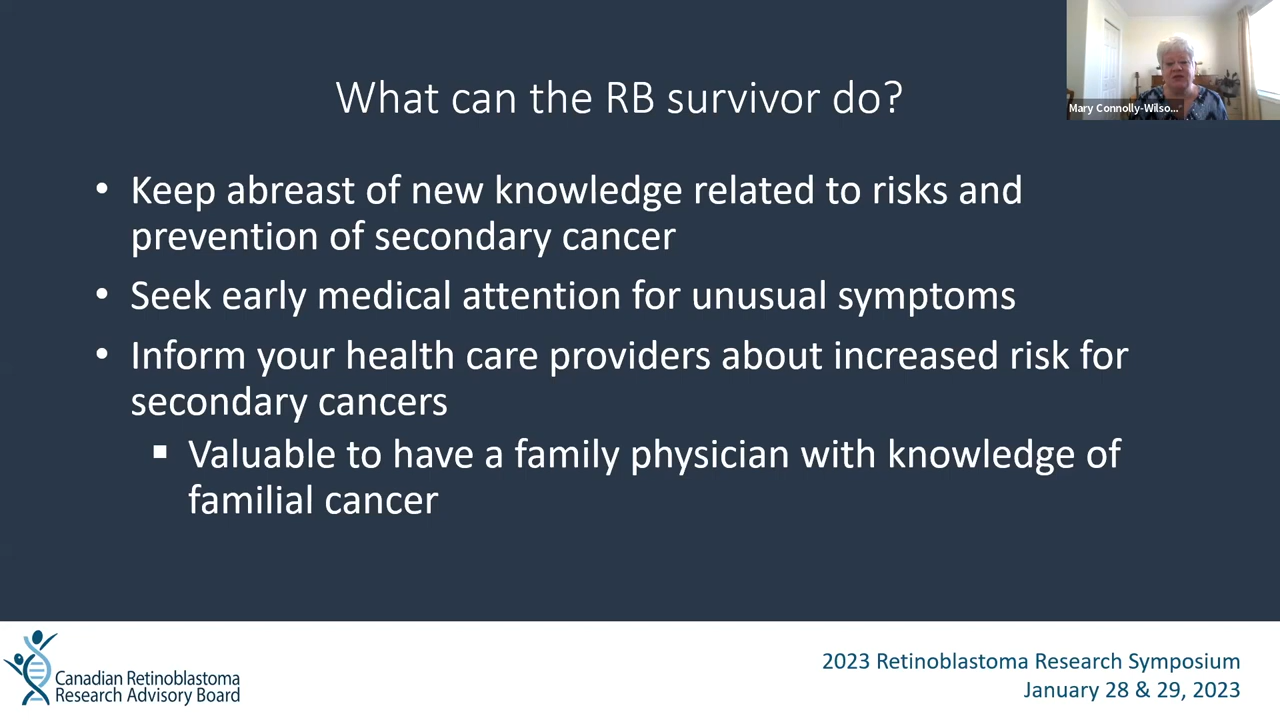 What can the RB survivor do?
Mary Connolly-Wilso...
• Keep abreast of new knowledge related to risks and
prevention of secondary cancer
• Seek early medical attention for unusual symptoms
• Inform your health care providers about increased risk for
secondary cancers
▪ Valuable to have a family physician with knowledge of
familial cancer
Canadian Retinoblastoma
Research Advisory Board
2023 Retinoblastoma Research Symposium
January 28 & 29, 2023